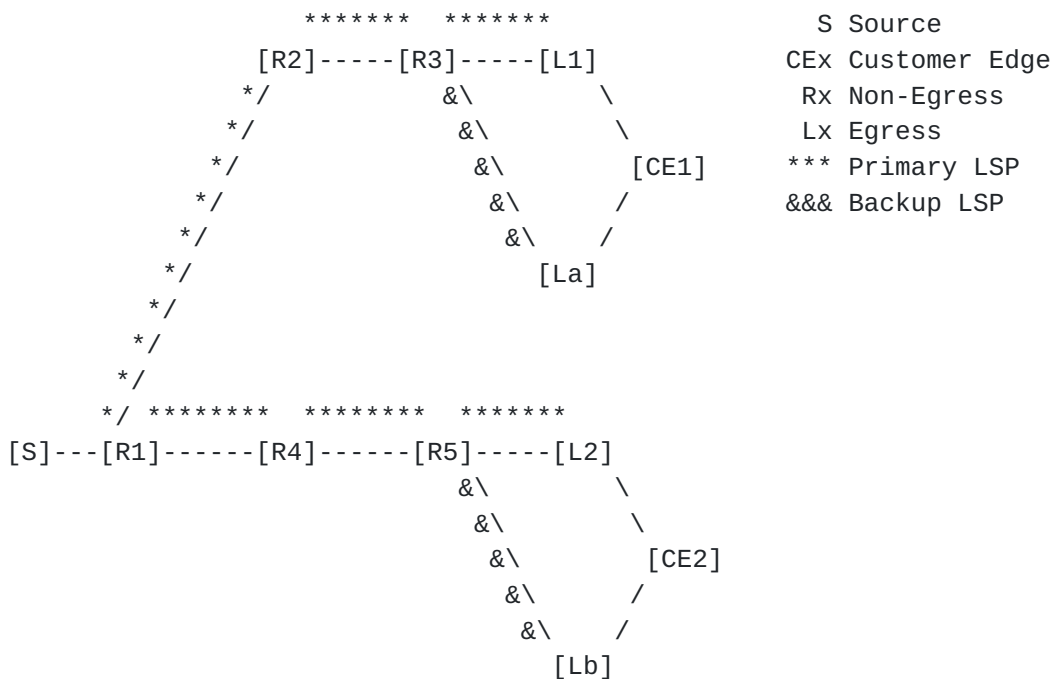 *******  *******                 S Source
                [R2]-----[R3]-----[L1]            CEx Customer Edge
               */           &\        \            Rx Non-Egress
              */             &\        \           Lx Egress
             */               &\       [CE1]     *** Primary LSP
            */                 &\      /         &&& Backup LSP
           */                   &\    /
          */                      [La]
         */
        */
       */
      */ ********  ********  *******
[S]---[R1]------[R4]------[R5]-----[L2]
                             &\        \
                              &\        \
                               &\        [CE2]
                                &\      /
                                 &\    /
                                   [Lb]